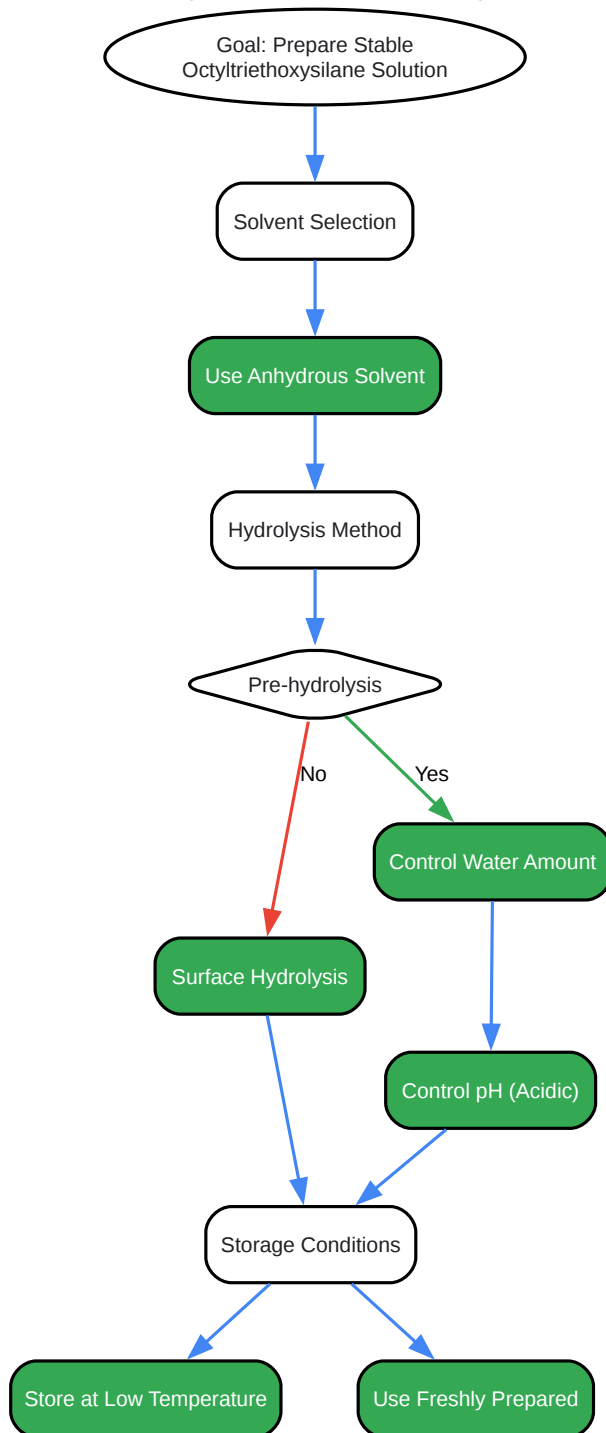 Goal: Prepare Stable
Octyltriethoxysilane Solution
Solvent Selection
Use Anhydrous Solvent
Hydrolysis Method
Pre-hydrolysis
No
Yes
Control Water Amount
Surface Hydrolysis
Control pH (Acidic)
Storage Conditions
Store at Low Temperature
Use Freshly Prepared